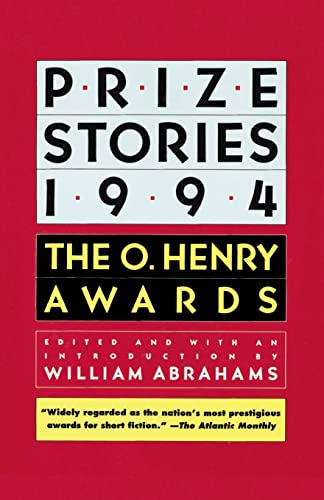 P·R·I·Z·E
STORIES
1·9·9·4
THE O. HENRY
AWARDS
EDITED AND WITH AN
INTRODUCTION BY
WILLIAM ABRAHAMS
“Widely regarded as the nation’s most prestigious
awards for short fiction.” —The Atlantic Monthly